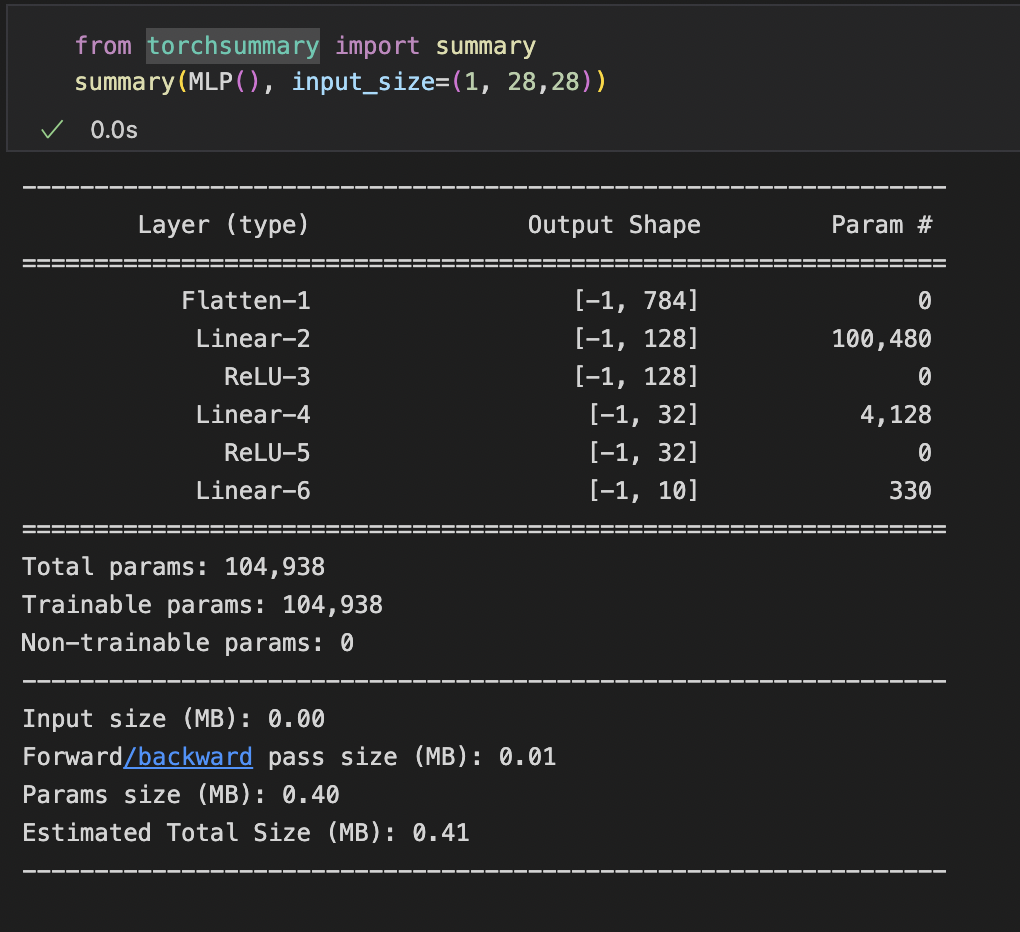 from torchsummary import summary
summary(MLP(), input_size=(1, 28,28))
✓ 0.0s
----------------------------------------------------------------
Layer (type) Output Shape Param #
================================================================
Flatten-1 [-1, 784] 0
Linear-2 [-1, 128] 100,480
ReLU-3 [-1, 128] 0
Linear-4 [-1, 32] 4,128
ReLU-5 [-1, 32] 0
Linear-6 [-1, 10] 330
================================================================
Total params: 104,938
Trainable params: 104,938
Non-trainable params: 0
----------------------------------------------------------------
Input size (MB): 0.00
Forward/backward pass size (MB): 0.01
Params size (MB): 0.40
Estimated Total Size (MB): 0.41
----------------------------------------------------------------